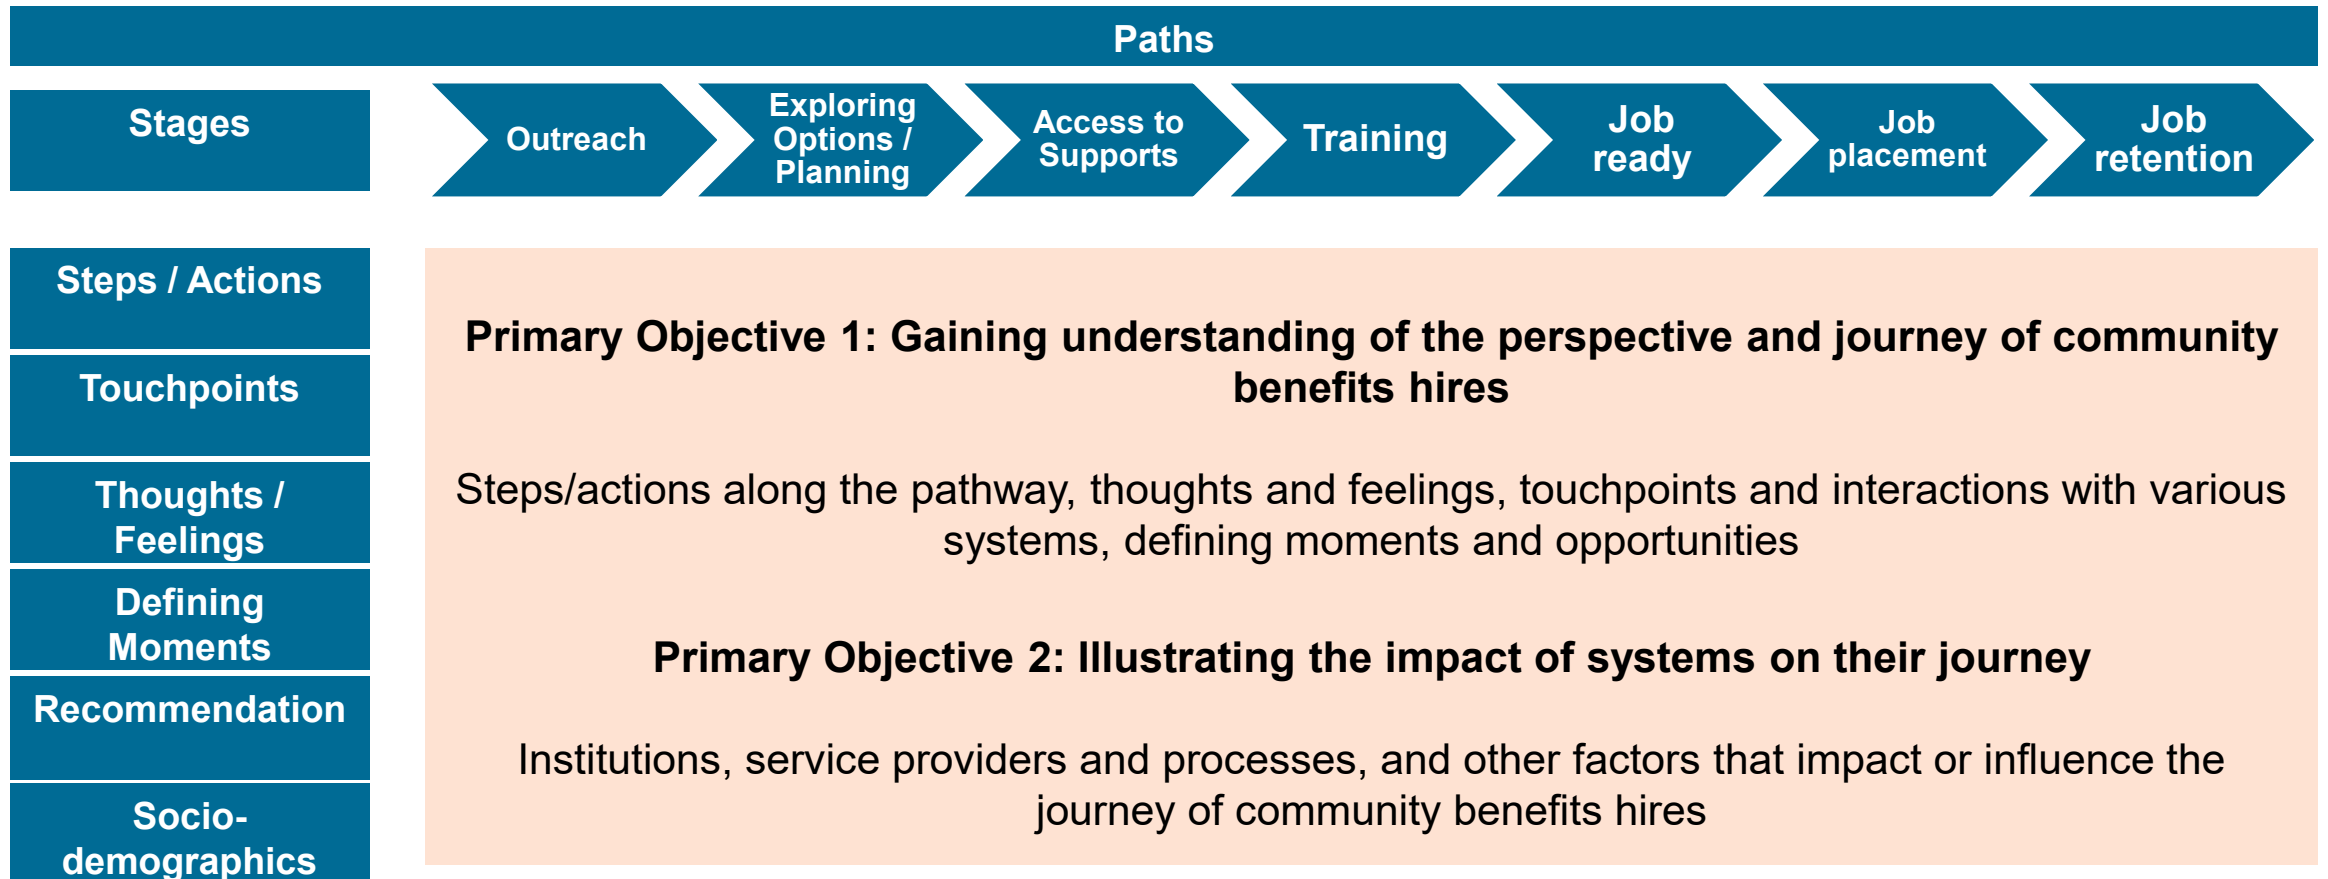 Paths
Stages
Outreach
Exploring
Options /
Planning
Access to
Supports
Training
Job
ready
Job
placement
Job
retention
Steps / Actions
Touchpoints
Thoughts /
Feelings
Defining
Moments
Recommendation
Socio-
demographics
Primary Objective 1: Gaining understanding of the perspective and journey of community
benefits hires
Steps/actions along the pathway, thoughts and feelings, touchpoints and interactions with various
systems, defining moments and opportunities
Primary Objective 2: Illustrating the impact of systems on their journey
Institutions, service providers and processes, and other factors that impact or influence the
journey of community benefits hires